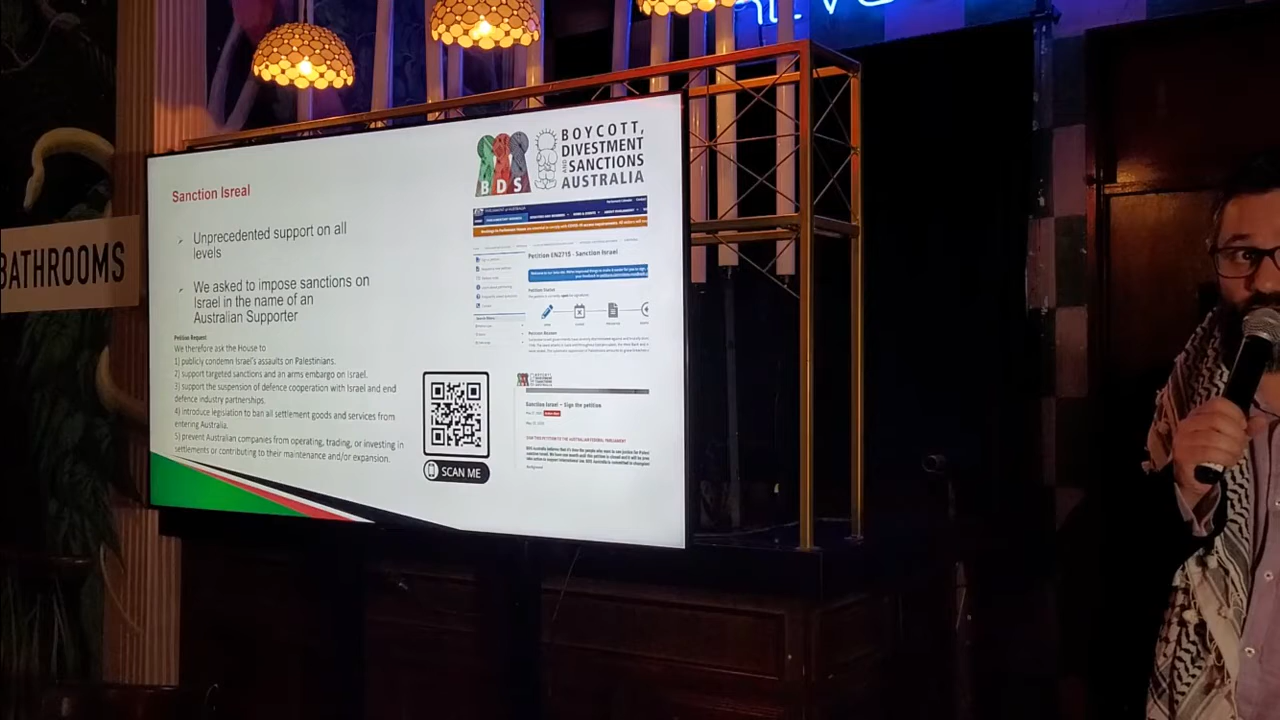 BATHROOMS
Sanction Isreal
Unprecedented support on all
levels
We asked to impose sanctions on
Israel in the name of an
Australian Supporter
Petition Request
We therefore ask the House to
1) publicly condemn Israel's assaults on Palestinians.
2) support targeted sanctions and an arms embargo on Israel.
3) support the suspension of defence cooperation with Israel and end
defence industry partnerships.
4) introduce legislation to ban all settlement goods and services from
entering Australia.
5) prevent Australian companies from operating, trading, or investing in
settlements or contributing to their maintenance and/or expansion.
BDS
BOYCOTT,
DIVESTMENT
AND SANCTIONS
AUSTRALIA
Petition EN2715 - Sanction Israel
Petition Status
Petition Reason
SCAN ME
Sanction Israel – Sign the petition